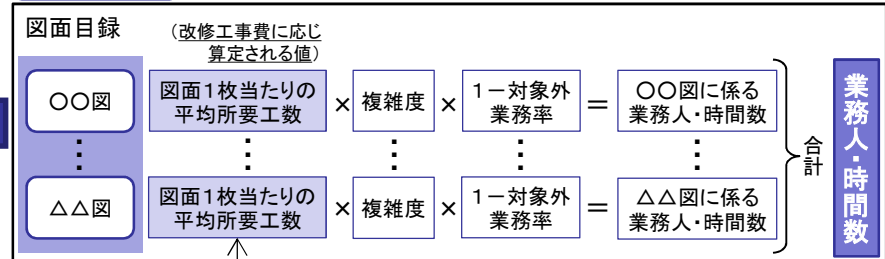 図面目録
（改修工事費に応じ
算定される値）
〇〇図
図面１枚当たりの
平均所要工数
×
複雑度
×
１－対象外
業務率
＝
〇〇図に係る
業務人・時間数
︙
︙
︙
︙
︙
△△図
図面１枚当たりの
平均所要工数
×
複雑度
×
１－対象外
業務率
＝
△△図に係る
業務人・時間数
合計
業務人・時間数